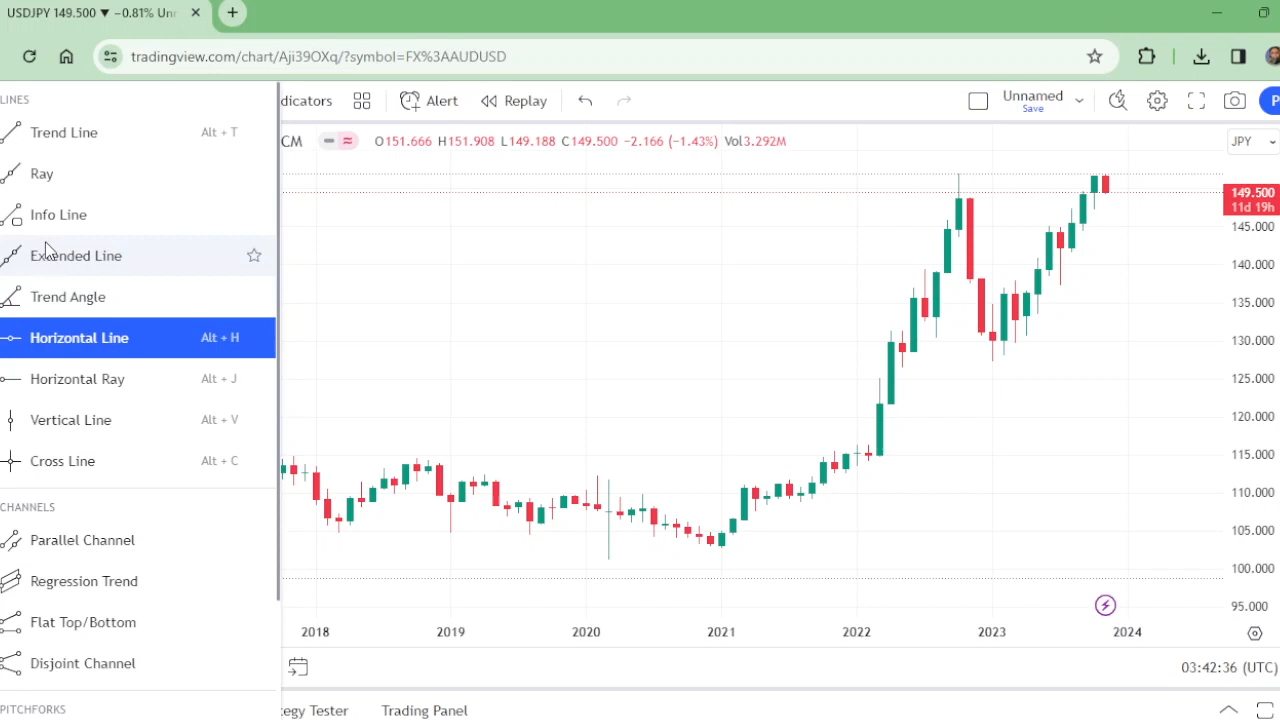 USDJPY 149.500 ▼ −0.81% Unn
tradingview.com/chart/Aji39OXq/?symbol=FX%3AAUDUSD
LINES
dicators
Alert
Replay
Unnamed
Save
Trend Line Alt + T
CM
O151.666 H151.908 L149.188 C149.500 −2.166 (−1.43%) Vol3.292M
JPY
Ray
149.500
11d 19h
Info Line
145.000
Extended Line
140.000
Trend Angle
135.000
Horizontal Line Alt + H
130.000
Horizontal Ray Alt + J
125.000
Vertical Line Alt + V
120.000
Cross Line Alt + C
115.000
110.000
CHANNELS
105.000
Parallel Channel
100.000
Regression Trend
95.000
Flat Top/Bottom
2018 2019 2020 2021 2022 2023 2024
Disjoint Channel
03:42:36 (UTC)
PITCHFORKS
tegy Tester
Trading Panel